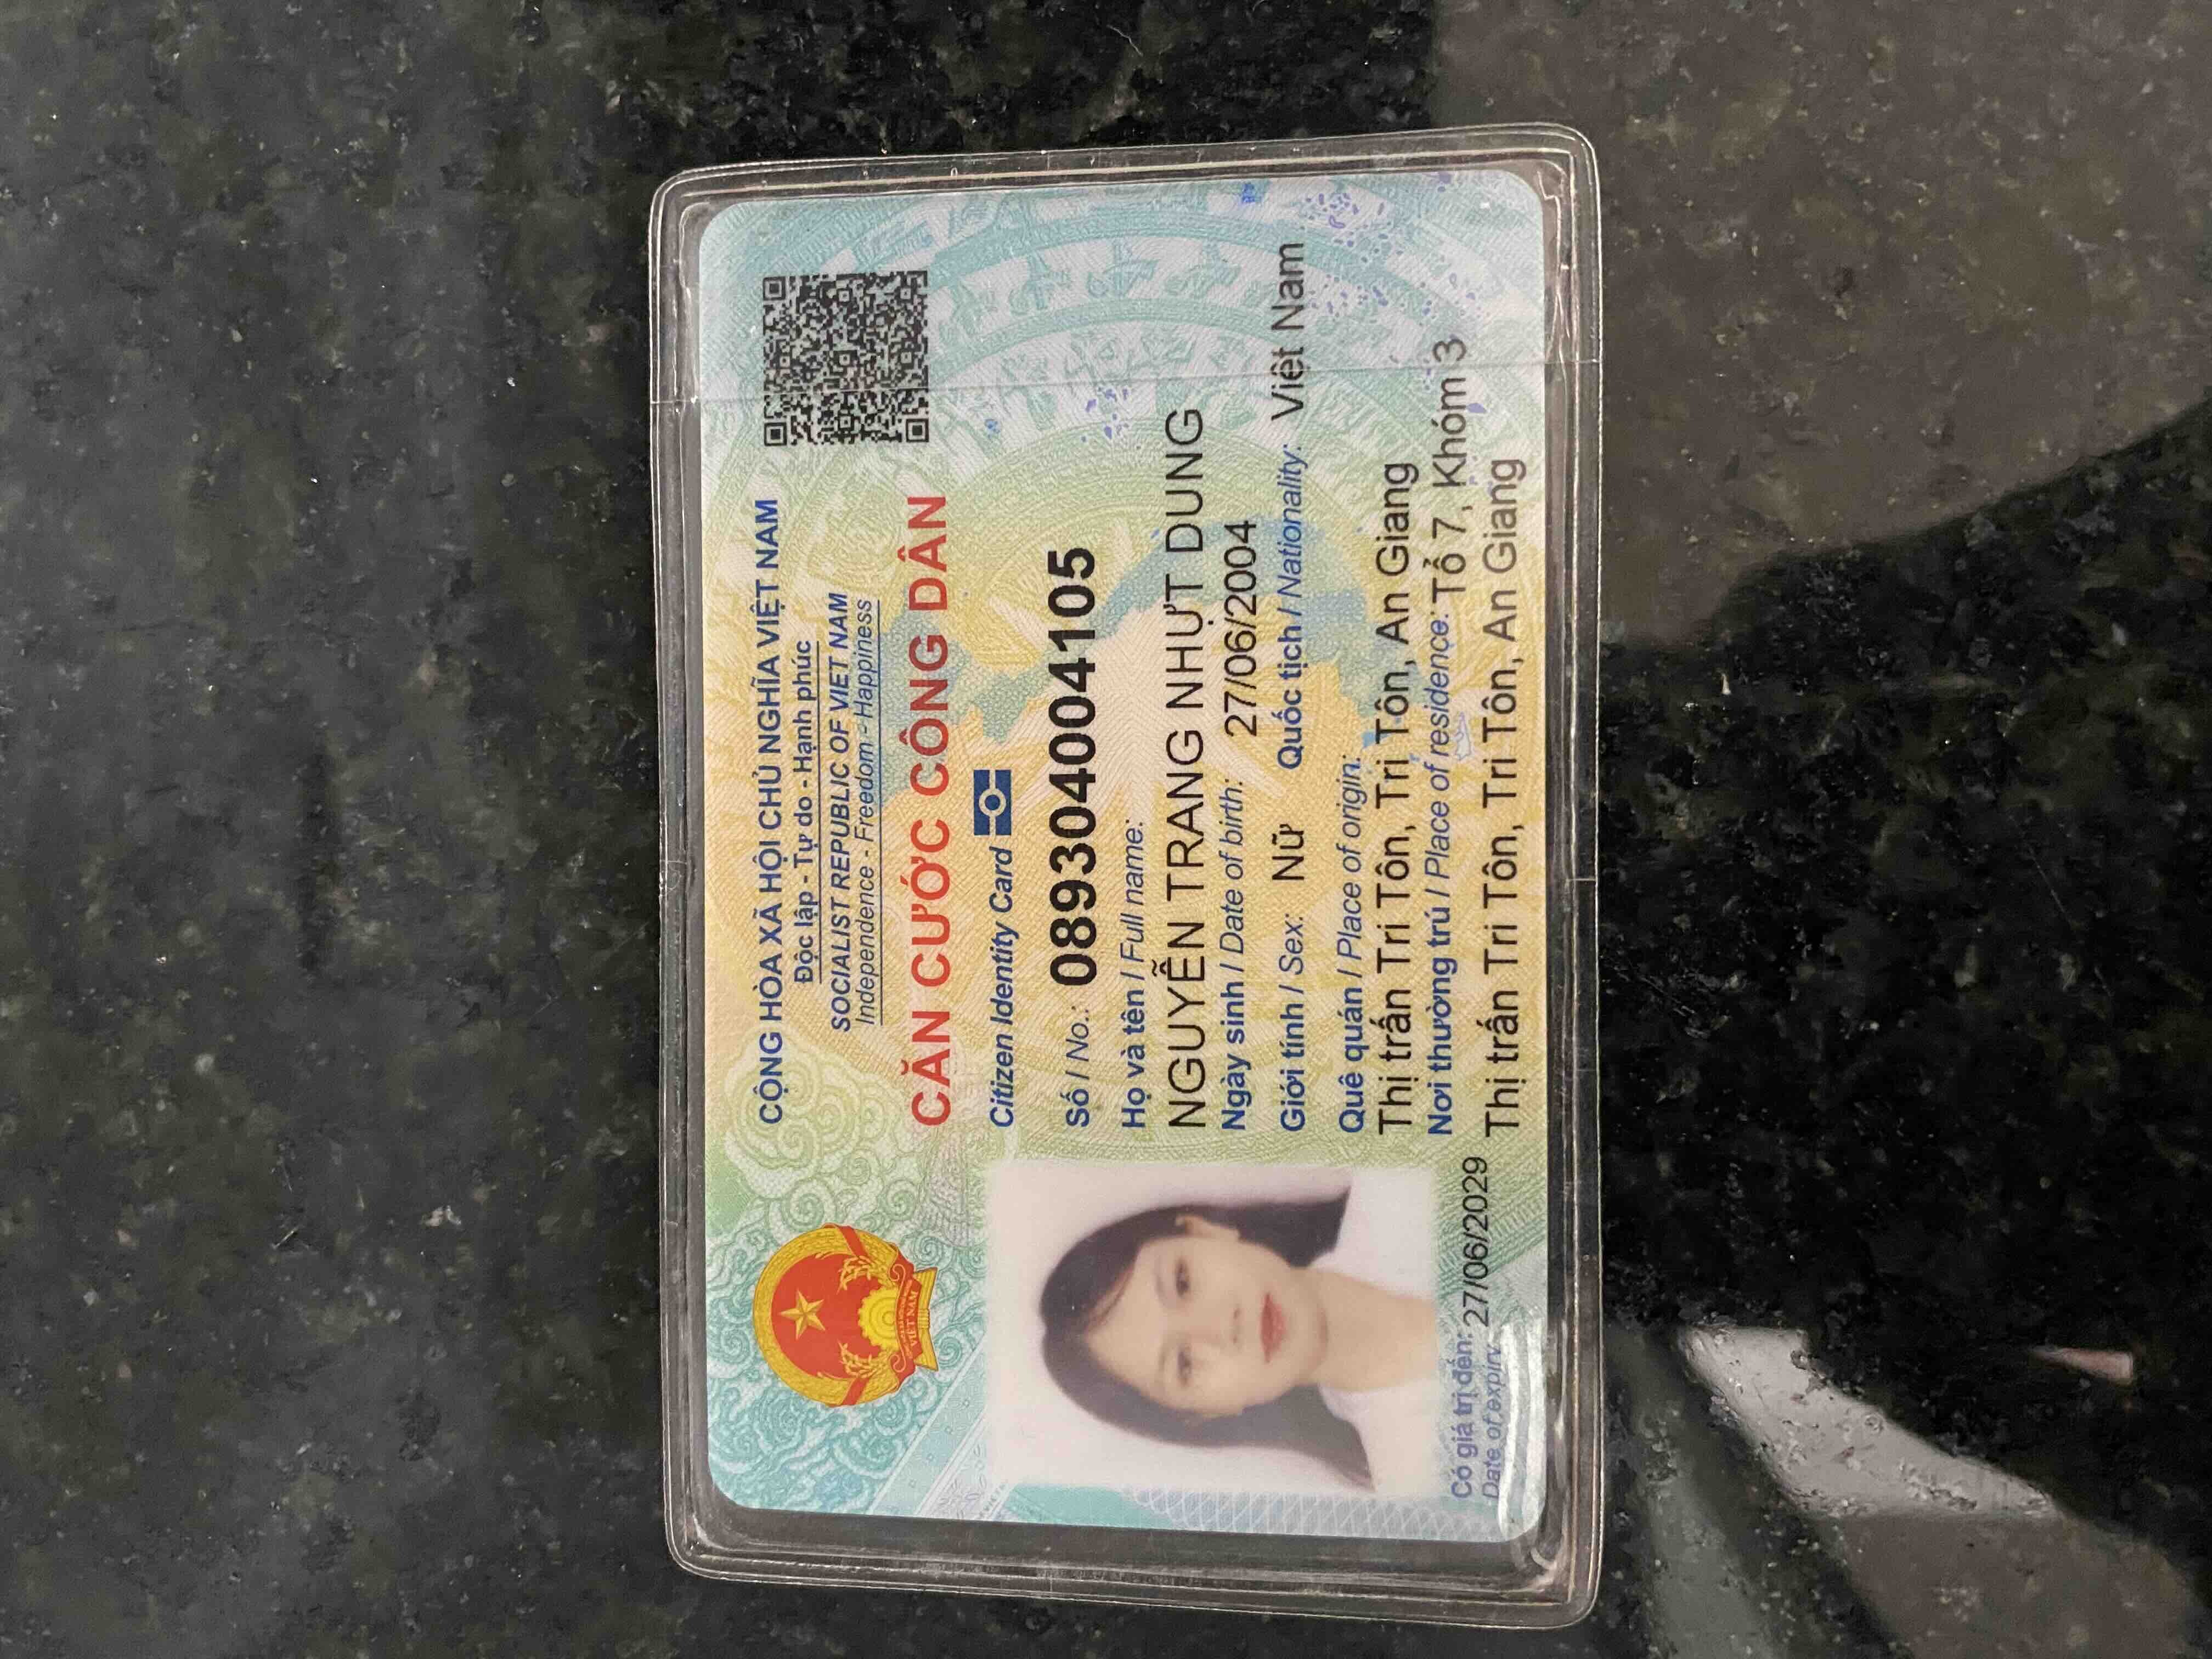 CỘNG HÒA XÃ HỘI CHỦ NGHĨA VIỆT NAM
Độc lập - Tự do - Hạnh phúc
SOCIALIST REPUBLIC OF VIET NAM
Independence - Freedom - Happiness
CĂN CƯỚC CÔNG DÂN
Citizen Identity Card
Số / No.: 089304004105
Họ và tên / Full name:
NGUYỄN TRANG NHỰT DUNG
Ngày sinh / Date of birth: 27/06/2004
Giới tính / Sex: Nữ Quốc tịch / Nationality: Việt Nam
Quê quán / Place of origin:
Thị trấn Tri Tôn, Tri Tôn, An Giang
Nơi thường trú / Place of residence: Tổ 7, Khóm 3
Thị trấn Tri Tôn, Tri Tôn, An Giang
Có giá trị đến: 27/06/2029
Date of expiry
VIỆT NAM